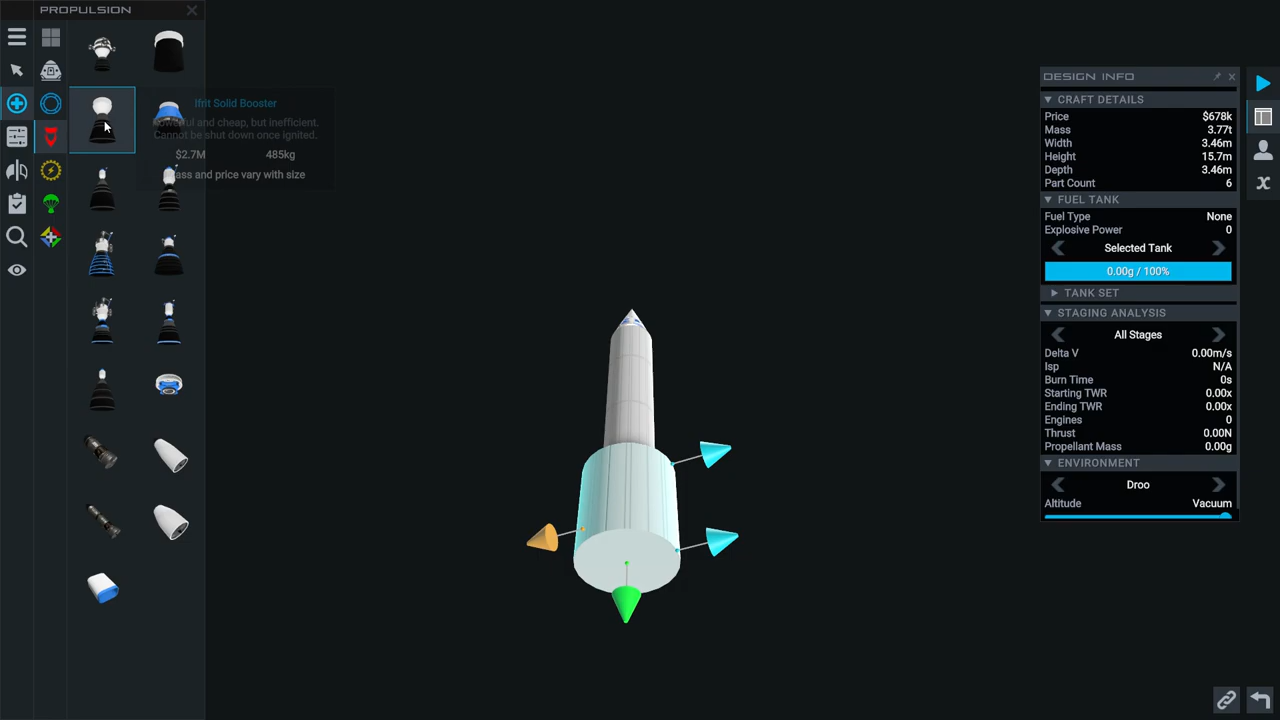 PROPULSION
Ifrit Solid Booster
Powerful and cheap, but inefficient.
Cannot be shut down once ignited.
$2.7M 485kg
Mass and price vary with size
DESIGN INFO
CRAFT DETAILS
Price $678k
Mass 3.77t
Width 3.46m
Height 15.7m
Depth 3.46m
Part Count 6
FUEL TANK
Fuel Type None
Explosive Power 0
Selected Tank
0.00g / 100%
TANK SET
STAGING ANALYSIS
All Stages
Delta V 0.00m/s
Isp N/A
Burn Time 0s
Starting TWR 0.00x
Ending TWR 0.00x
Engines 0
Thrust 0.00N
Propellant Mass 0.00g
ENVIRONMENT
Droo
Altitude Vacuum